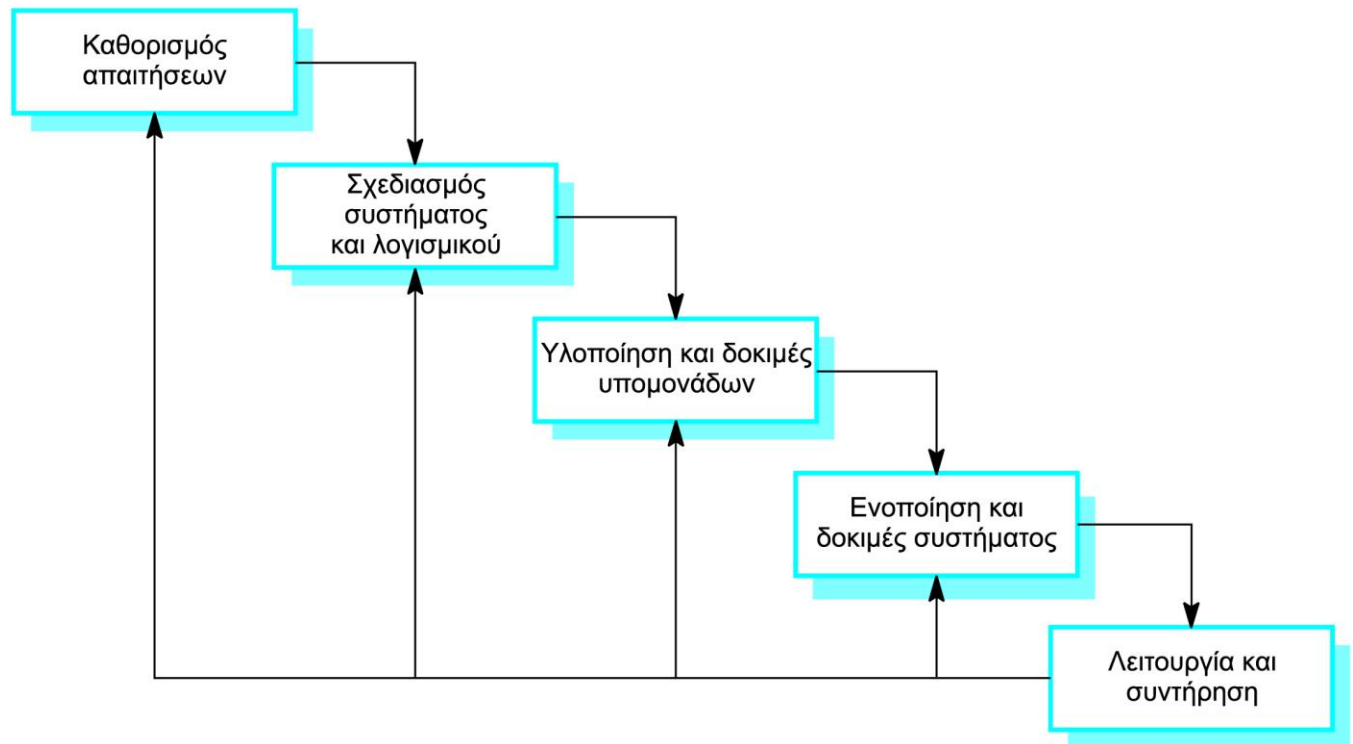 Καθορισμός
απαιτήσεων
Σχεδιασμός
συστήματος
και λογισμικού
Υλοποίηση και δοκιμές
υπομονάδων
Ενοποίηση και
δοκιμές συστήματος
Λειτουργία και
συντήρηση